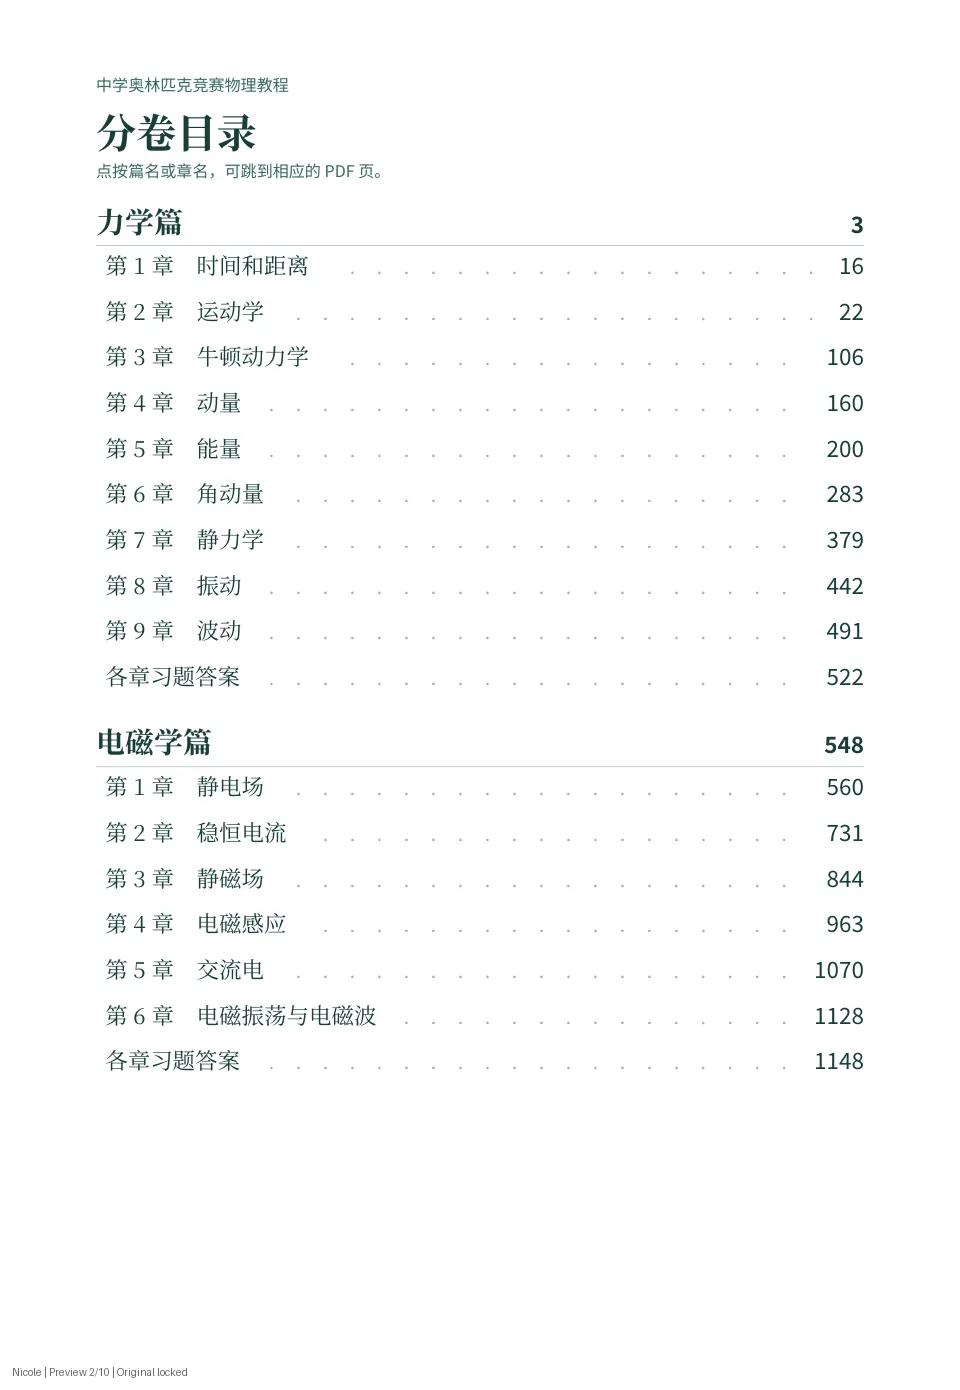 中学奥林匹克竞赛物理教程
分卷目录
点按篇名或章名，可跳到相应的 PDF 页。
力学篇 3
第 1 章 时间和距离 . . . . . . . . . . . . . . . . . . 16
第 2 章 运动学 . . . . . . . . . . . . . . . . . . . . 22
第 3 章 牛顿动力学 . . . . . . . . . . . . . . . . . 106
第 4 章 动量 . . . . . . . . . . . . . . . . . . . . 160
第 5 章 能量 . . . . . . . . . . . . . . . . . . . . 200
第 6 章 角动量 . . . . . . . . . . . . . . . . . . . 283
第 7 章 静力学 . . . . . . . . . . . . . . . . . . . 379
第 8 章 振动 . . . . . . . . . . . . . . . . . . . . 442
第 9 章 波动 . . . . . . . . . . . . . . . . . . . . 491
各章习题答案 . . . . . . . . . . . . . . . . . . . . 522
电磁学篇 548
第 1 章 静电场 . . . . . . . . . . . . . . . . . . . 560
第 2 章 稳恒电流 . . . . . . . . . . . . . . . . . . 731
第 3 章 静磁场 . . . . . . . . . . . . . . . . . . . 844
第 4 章 电磁感应 . . . . . . . . . . . . . . . . . . 963
第 5 章 交流电 . . . . . . . . . . . . . . . . . . . 1070
第 6 章 电磁振荡与电磁波 . . . . . . . . . . . . . . . 1128
各章习题答案 . . . . . . . . . . . . . . . . . . . . 1148
Nicole | Preview 2/10 | Original locked